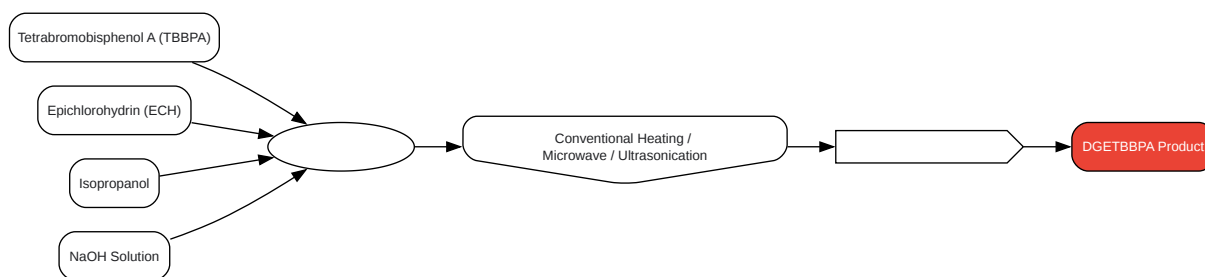 Tetrabromobisphenol A (TBBPA)
Epichlorohydrin (ECH)
Isopropanol
NaOH Solution
Conventional Heating /
Microwave / Ultrasonication
DGETBBPA Product